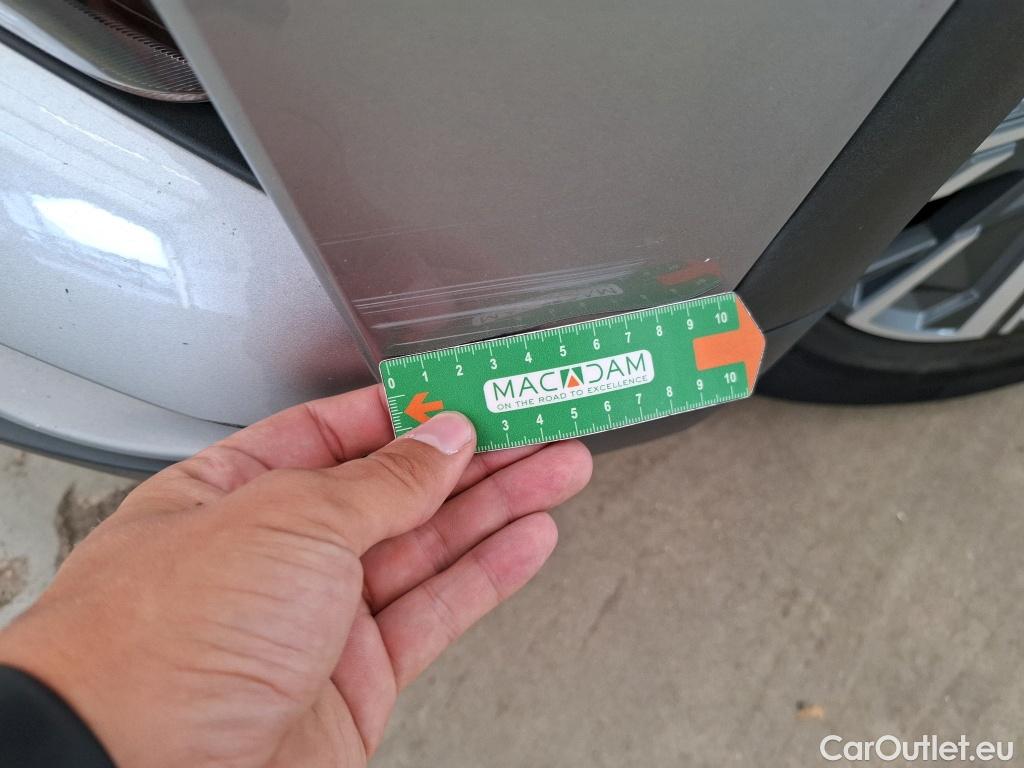 0 1 2 3 4 5 6 7 8 9 10
MACADAM
ON THE ROAD TO EXCELLENCE
3 4 5 6 7 8 9 10
CarOutlet.eu